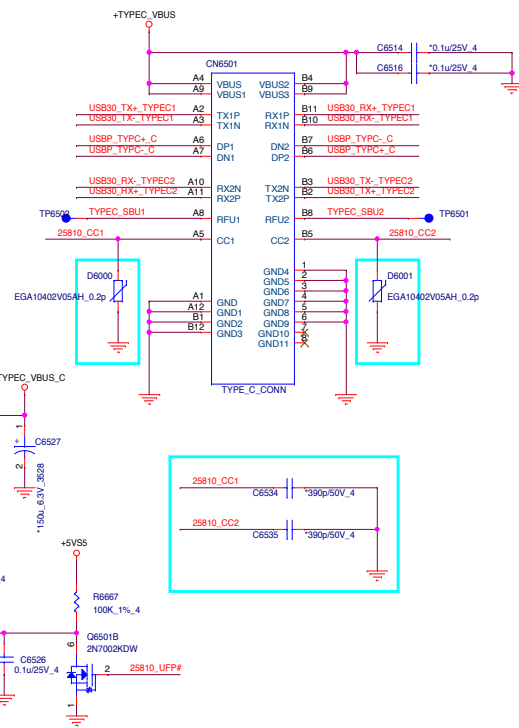 +TYPEC_VBUS
CN6501
C6514 *0.1u/25V_4
C6516 *0.1u/25V_4
A4 VBUS VBUS2 B4
A9 VBUS1 VBUS3 B9
USB30_TX+_TYPEC1 A2 TX1P RX1P B11 USB30_RX+_TYPEC1
USB30_TX-_TYPEC1 A3 TX1N RX1N B10 USB30_RX-_TYPEC1
USBP_TYPC+_C A6 DP1 DN2 B7 USBP_TYPC-_C
USBP_TYPC-_C A7 DN1 DP2 B6 USBP_TYPC+_C
USB30_RX-_TYPEC2 A10 RX2N TX2N B3 USB30_TX-_TYPEC2
USB30_RX+_TYPEC2 A11 RX2P TX2P B2 USB30_TX+_TYPEC2
TP6502 TYPEC_SBU1 A8 RFU1 RFU2 B8 TYPEC_SBU2 TP6501
25810_CC1 A5 CC1 CC2 B5 25810_CC2
GND4 1
GND5 2
GND6 3
GND7 4
GND8 5
GND9 6
GND10 7
GND11 8
A1 GND
A12 GND1
B1 GND2
B12 GND3
D6000
EGA10402V05AH_0.2p
D6001
EGA10402V05AH_0.2p
TYPE_C_CONN
TYPEC_VBUS_C
1
+
C6527
2
*150u_6.3V_3528
25810_CC1
C6534 *390p/50V_4
25810_CC2
C6535 *390p/50V_4
+5VS5
4
R6667
100K_1%_4
Q6501B
2N7002KDW
6
C6526
0.1u/25V_4
2 25810_UFP#
1